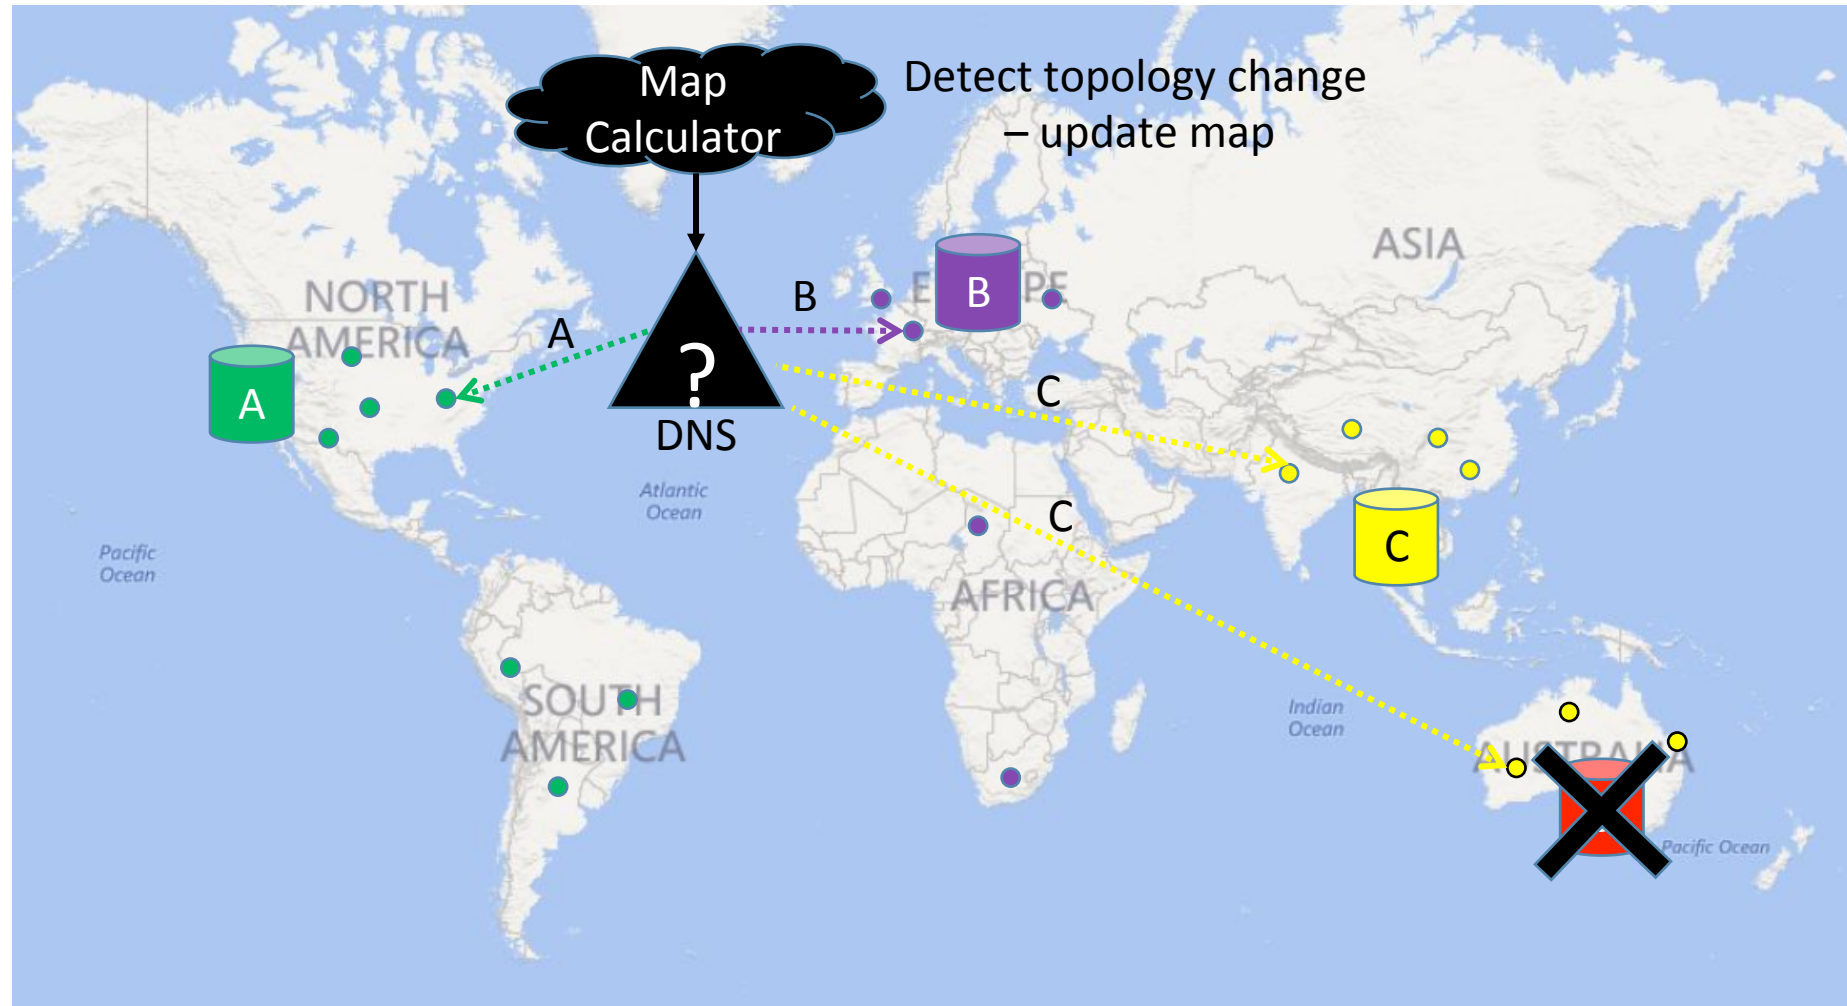 Map
Calculator
Detect topology change
– update map
ASIA
NORTH
AMERICA
B
B
A
A
?
DNS
C
Atlantic
Ocean
C
C
Pacific
Ocean
AFRICA
SOUTH
AMERICA
Indian
Ocean
AUSTRALIA
Pacific Ocean